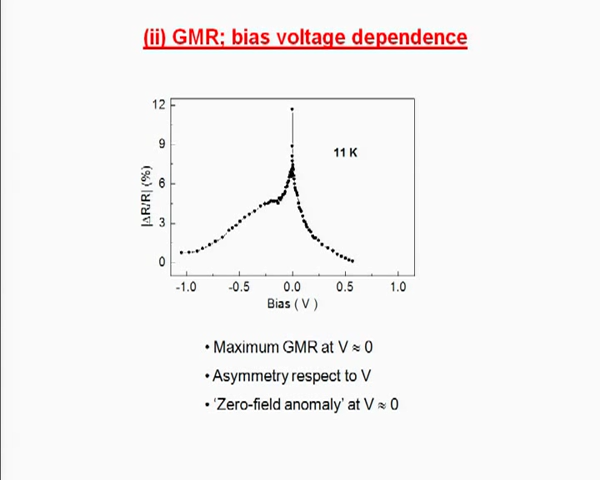 (ii) GMR; bias voltage dependence
12
9
6
3
0
|ΔR/R| (%)
11 K
-1.0 -0.5 0.0 0.5 1.0
Bias ( V )
• Maximum GMR at V ≈ 0
• Asymmetry respect to V
• 'Zero-field anomaly' at V ≈ 0